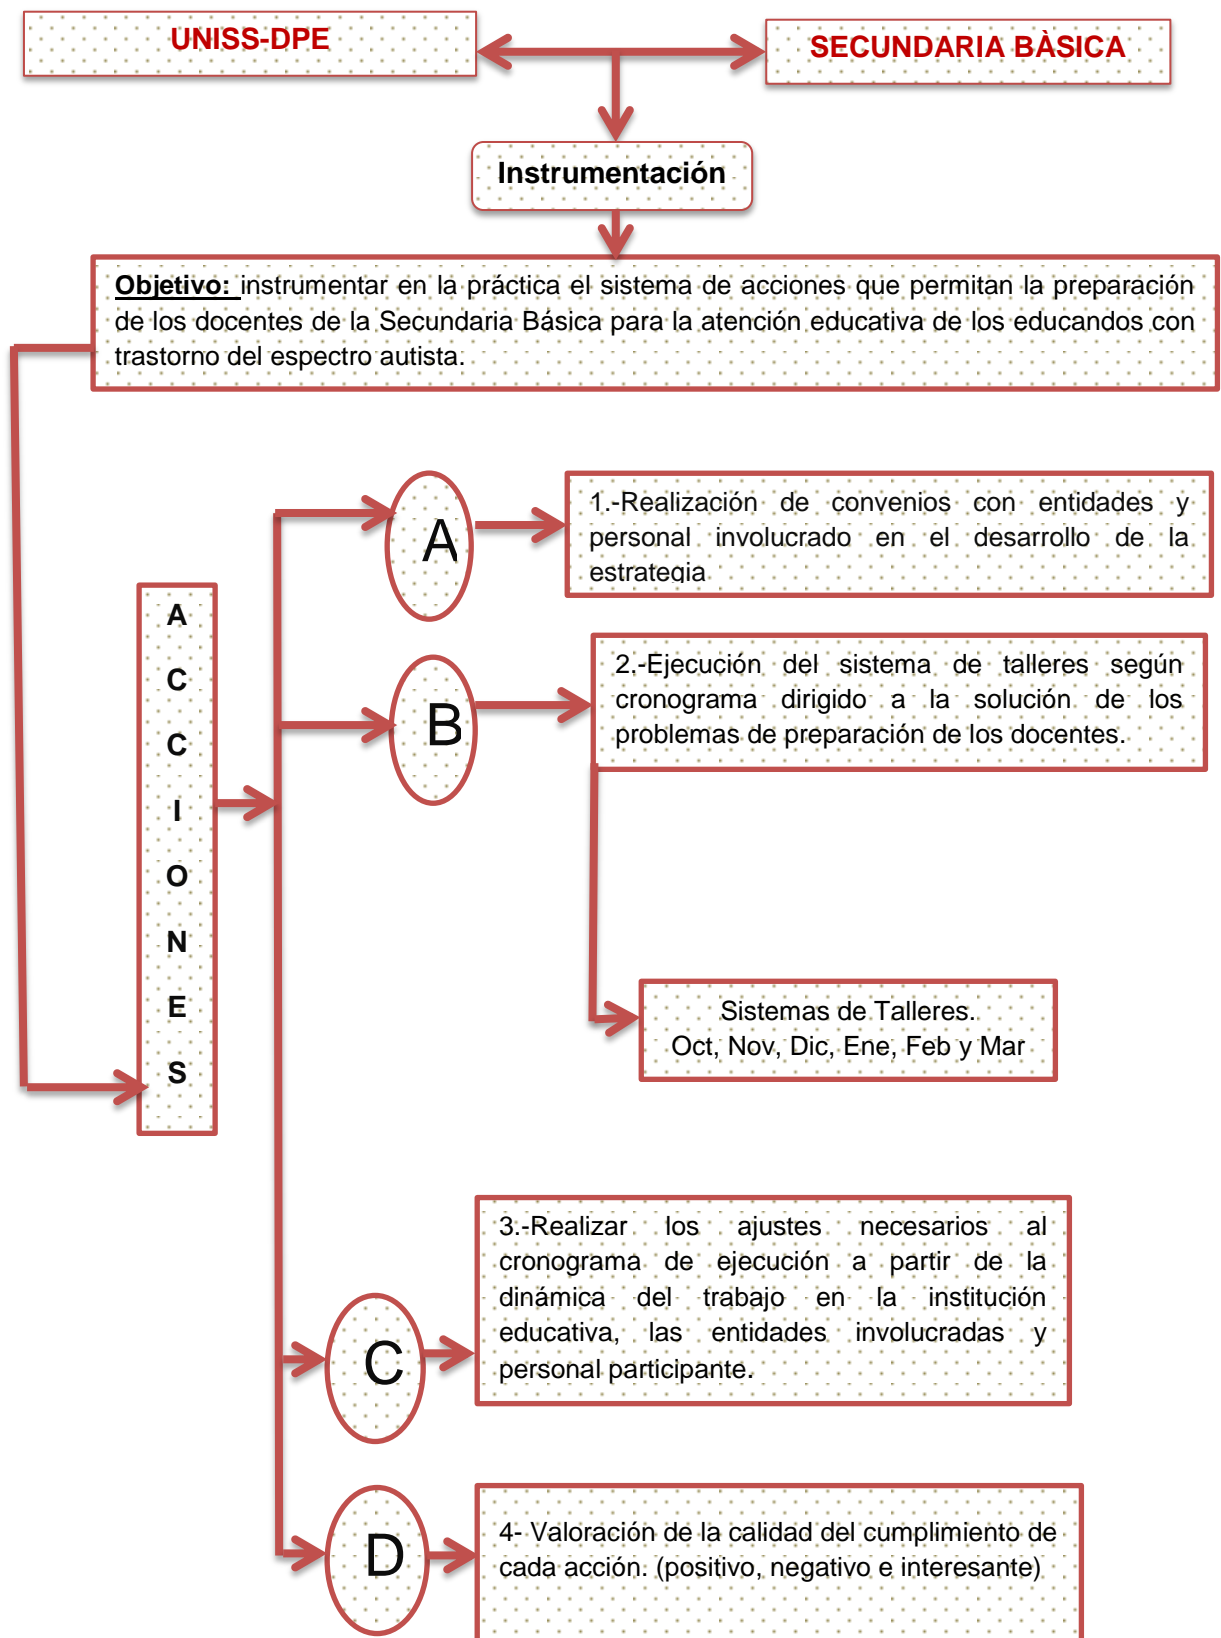 UNISS-DPE
SECUNDARIA BÀSICA
Instrumentación
Objetivo: instrumentar en la práctica el sistema de acciones que permitan la preparación
de los docentes de la Secundaria Básica para la atención educativa de los educandos con
trastorno del espectro autista.
A
C
C
I
O
N
E
S
A
1.-Realización de convenios con entidades y
personal involucrado en el desarrollo de la
estrategia
B
2.-Ejecución del sistema de talleres según
cronograma dirigido a la solución de los
problemas de preparación de los docentes.
Sistemas de Talleres.
Oct, Nov, Dic, Ene, Feb y Mar
C
3.-Realizar los ajustes necesarios al
cronograma de ejecución a partir de la
dinámica del trabajo en la institución
educativa, las entidades involucradas y
personal participante.
D
4- Valoración de la calidad del cumplimiento de
cada acción. (positivo, negativo e interesante)